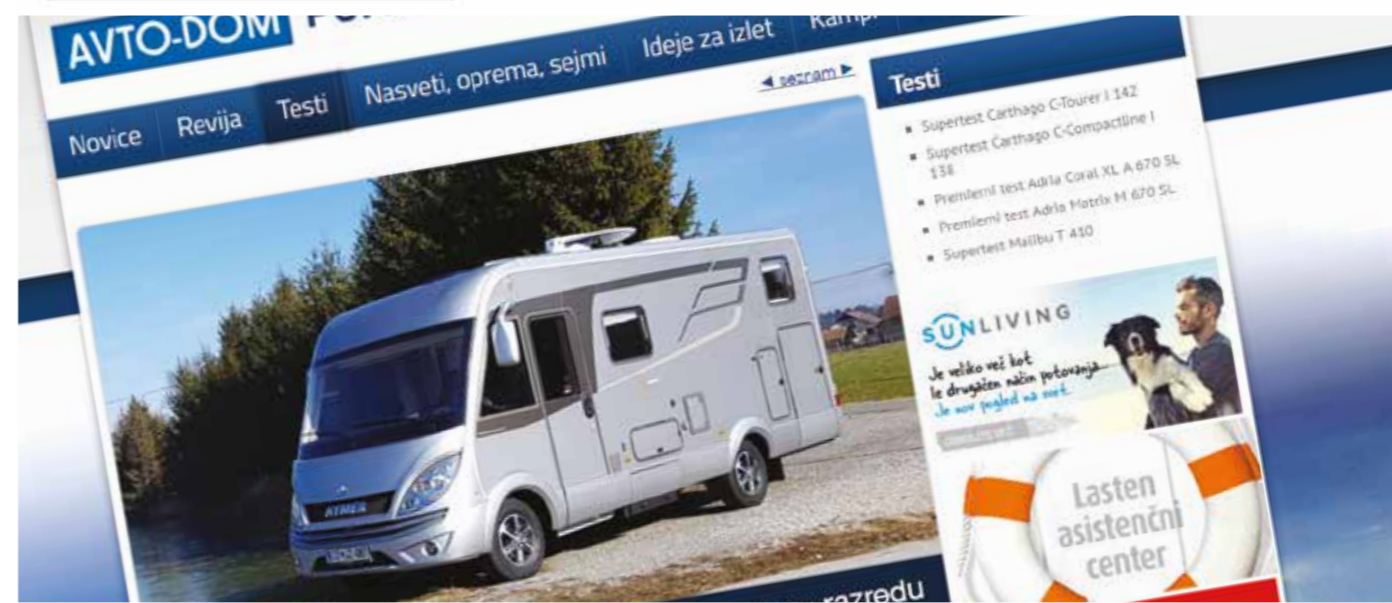 AVTO-DOM
Novice Revija Testi Nasveti, oprema, sejmi Ideje za izlet
◄ seznam ►
Testi
Supertest Carthago C-Tourer I 142
Supertest Carthago C-Compactline I
138
Premierni test Adria Coral XL A 670 SL
Premierni test Adria Matrix M 670 SL
Supertest Malibu T 410
SUNLIVING
Je veliko več kot
le drugačen način potovanja...
Je nov pogled na svet.
HYMER
Lasten
asistenčni
center
razredu